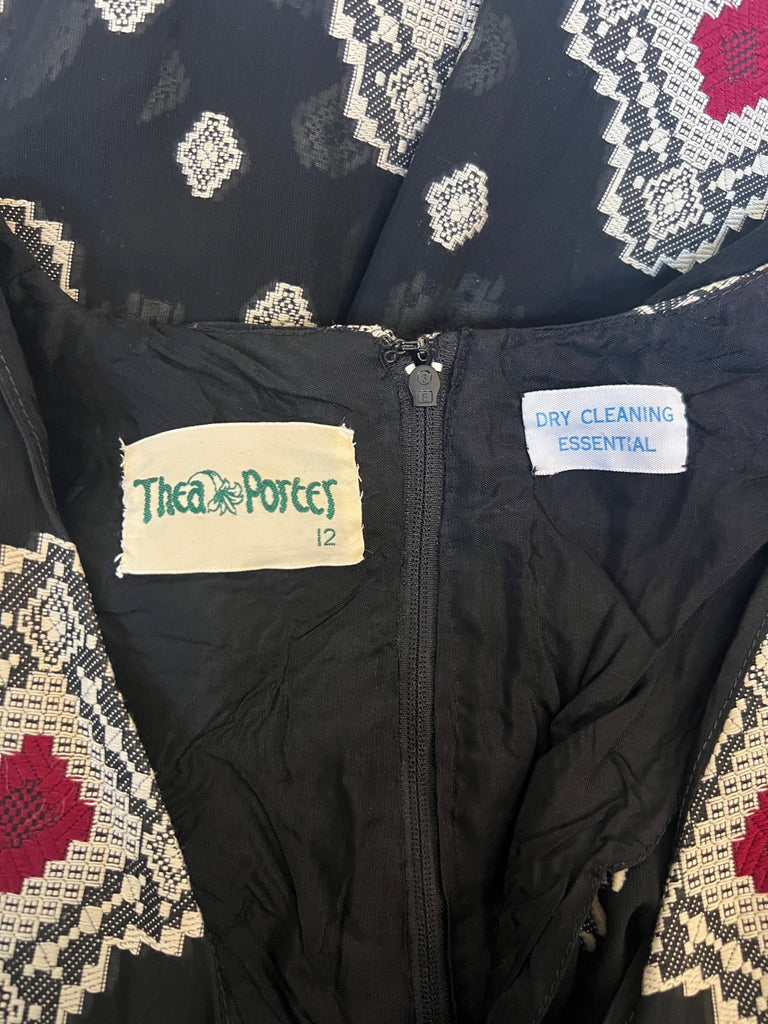 Thea Porter
12
DRY CLEANING
ESSENTIAL